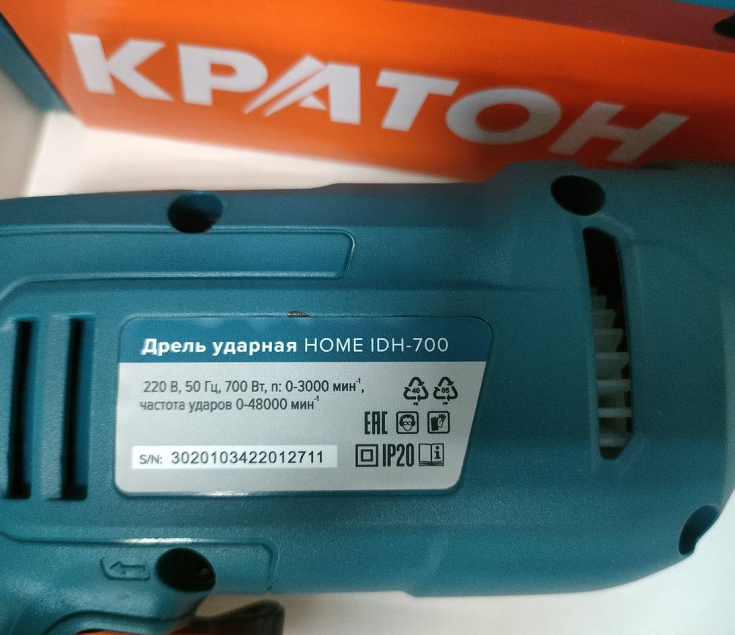 КРАТОН
Дрель ударная HOME IDH-700
220 В, 50 Гц, 700 Вт, n: 0-3000 мин⁻¹,
частота ударов 0-48000 мин⁻¹
EAC
S/N: 3020103422012711
IP20